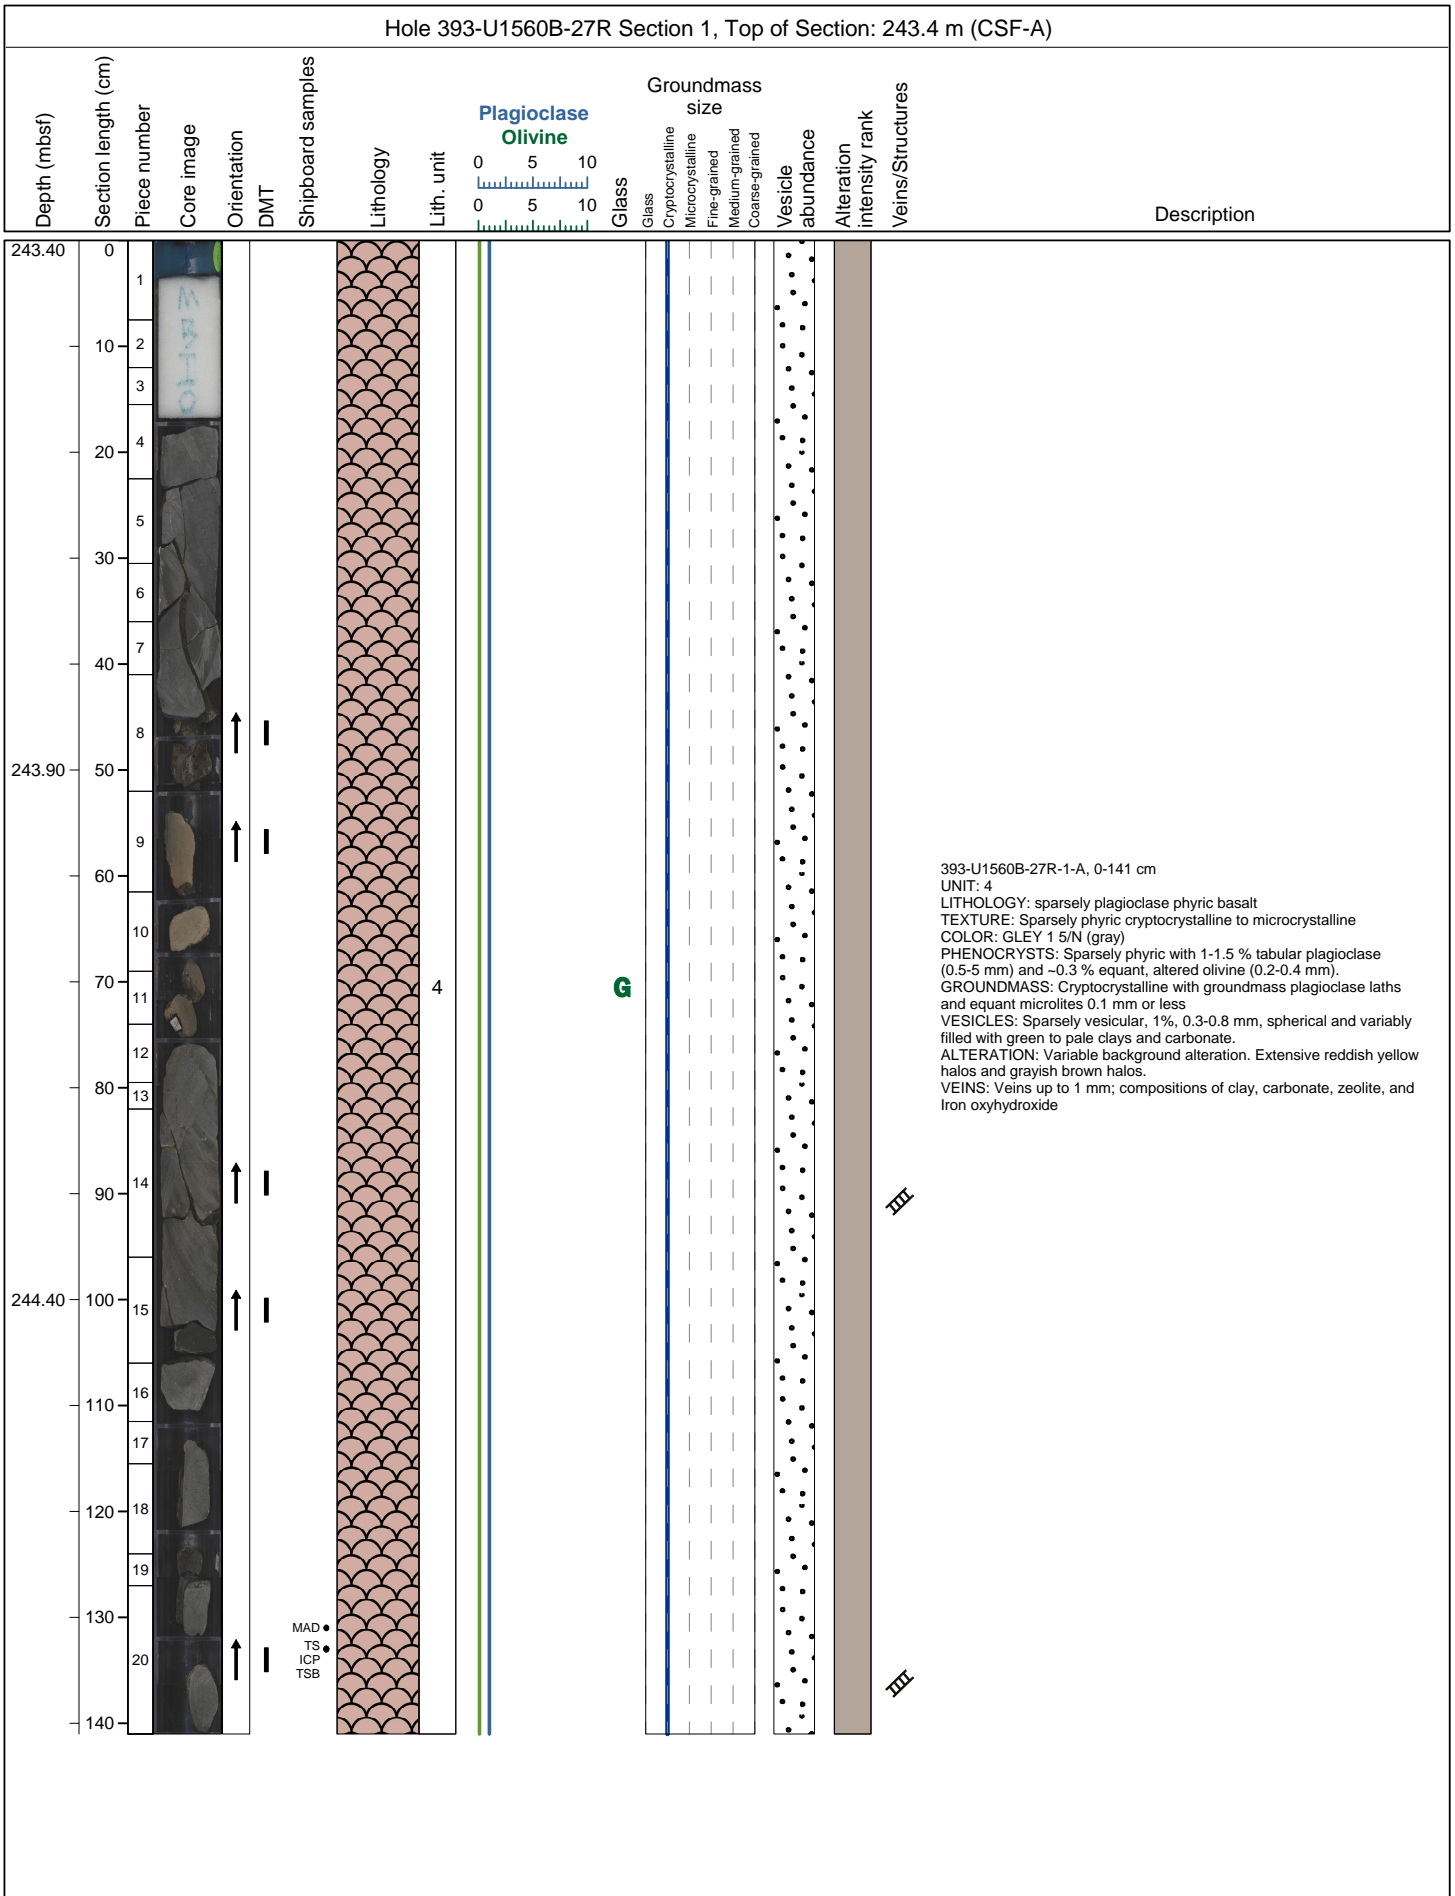 Hole 393-U1560B-27R Section 1, Top of Section: 243.4 m (CSF-A)
Depth (mbsf)
Section length (cm)
Piece number
Core image
Orientation
DMT
Shipboard samples
Lithology
Lith. unit
Plagioclase
Olivine
0 5 10
0 5 10
Glass
Groundmass
size
Glass
Cryptocrystalline
Microcrystalline
Fine-grained
Medium-grained
Coarse-grained
Vesicle
abundance
Alteration
intensity rank
Veins/Structures
Description
243.40
243.90
244.40
0
10
20
30
40
50
60
70
80
90
100
110
120
130
140
1
2
3
4
5
6
7
8
9
10
11
12
13
14
15
16
17
18
19
20
MBIO
MAD
TS
ICP
TSB
4
G
393-U1560B-27R-1-A, 0-141 cm
UNIT: 4
LITHOLOGY: sparsely plagioclase phyric basalt
TEXTURE: Sparsely phyric cryptocrystalline to microcrystalline
COLOR: GLEY 1 5/N (gray)
PHENOCRYSTS: Sparsely phyric with 1-1.5 % tabular plagioclase
(0.5-5 mm) and ~0.3 % equant, altered olivine (0.2-0.4 mm).
GROUNDMASS: Cryptocrystalline with groundmass plagioclase laths
and equant microlites 0.1 mm or less
VESICLES: Sparsely vesicular, 1%, 0.3-0.8 mm, spherical and variably
filled with green to pale clays and carbonate.
ALTERATION: Variable background alteration. Extensive reddish yellow
halos and grayish brown halos.
VEINS: Veins up to 1 mm; compositions of clay, carbonate, zeolite, and
Iron oxyhydroxide